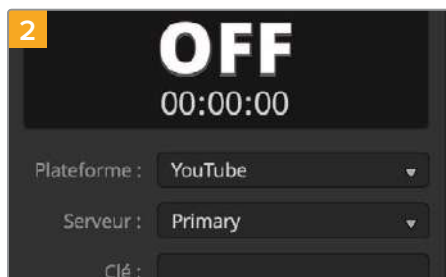 2
OFF
00:00:00
Plateforme : YouTube
Serveur : Primary
Clé :